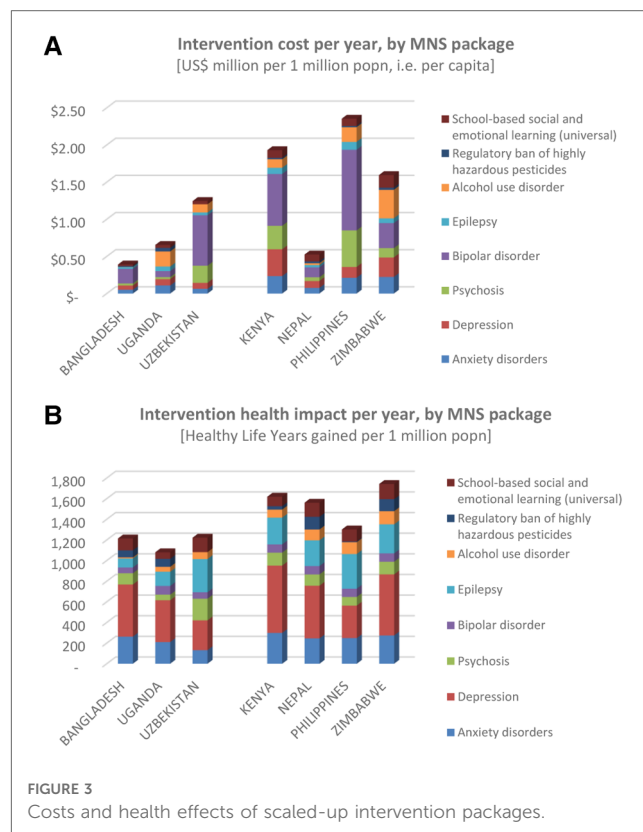 A
Intervention cost per year, by MNS package
[US$ million per 1 million popn, i.e. per capita]
$2.50
$2.00
$1.50
$1.00
$0.50
$-
BANGLADESH
UGANDA
UZBEKISTAN
KENYA
NEPAL
PHILIPPINES
ZIMBABWE
School-based social and
emotional learning (universal)
Regulatory ban of highly
hazardous pesticides
Alcohol use disorder
Epilepsy
Bipolar disorder
Psychosis
Depression
Anxiety disorders
B
Intervention health impact per year, by MNS package
[Healthy Life Years gained per 1 million popn]
1,800
1,600
1,400
1,200
1,000
800
600
400
200
-
BANGLADESH
UGANDA
UZBEKISTAN
KENYA
NEPAL
PHILIPPINES
ZIMBABWE
School-based social and
emotional learning (universal)
Regulatory ban of highly
hazardous pesticides
Alcohol use disorder
Epilepsy
Bipolar disorder
Psychosis
Depression
Anxiety disorders
FIGURE 3
Costs and health effects of scaled-up intervention packages.